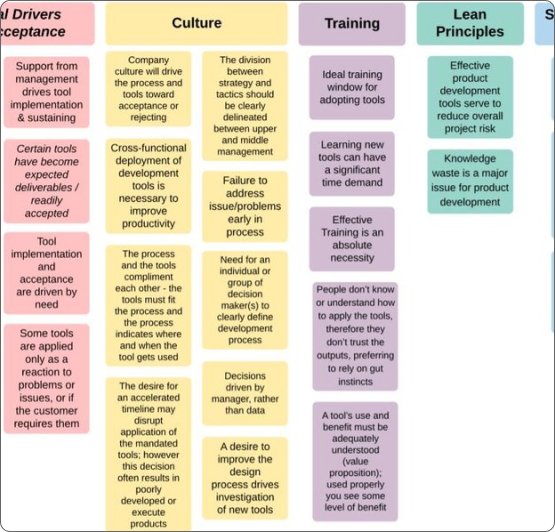 l Drivers
cceptance
Support from
management
drives tool
implementation
& sustaining
Certain tools
have become
expected
deliverables /
readily
accepted
Tool
implementation
and
acceptance
are driven by
need
Some tools
are applied
only as a
reaction to
problems or
issues, or if
the customer
requires them
Culture
Company
culture will drive
the process and
tools toward
acceptance or
rejecting
Cross-functional
deployment of
development
tools is
necessary to
improve
productivity
The process
and the tools
compliment
each other - the
tools must fit
the process and
the process
indicates where
and when the
tool gets used
The desire for
an accelerated
timeline may
disrupt
application of
the mandated
tools; however
this decision
often results in
poorly
developed or
execute
products
The division
between
strategy and
tactics should
be clearly
delineated
between upper
and middle
management
Failure to
address
issue/problems
early in
process
Need for an
individual or
group of
decision
maker(s) to
clearly define
development
process
Decisions
driven by
manager, rather
than data
A desire to
improve the
design
process drives
investigation
of new tools
Training
Ideal training
window for
adopting tools
Learning new
tools can have
a significant
time demand
Effective
Training is an
absolute
necessity
People don't know
or understand how
to apply the tools,
therefore they
don't trust the
outputs, preferring
to rely on gut
instincts
A tool's use and
benefit must be
adequately
understood
(value
proposition);
used properly
you see some
level of benefit
Lean
Principles
Effective
product
development
tools serve to
reduce overall
project risk
Knowledge
waste is a major
issue for product
development
S